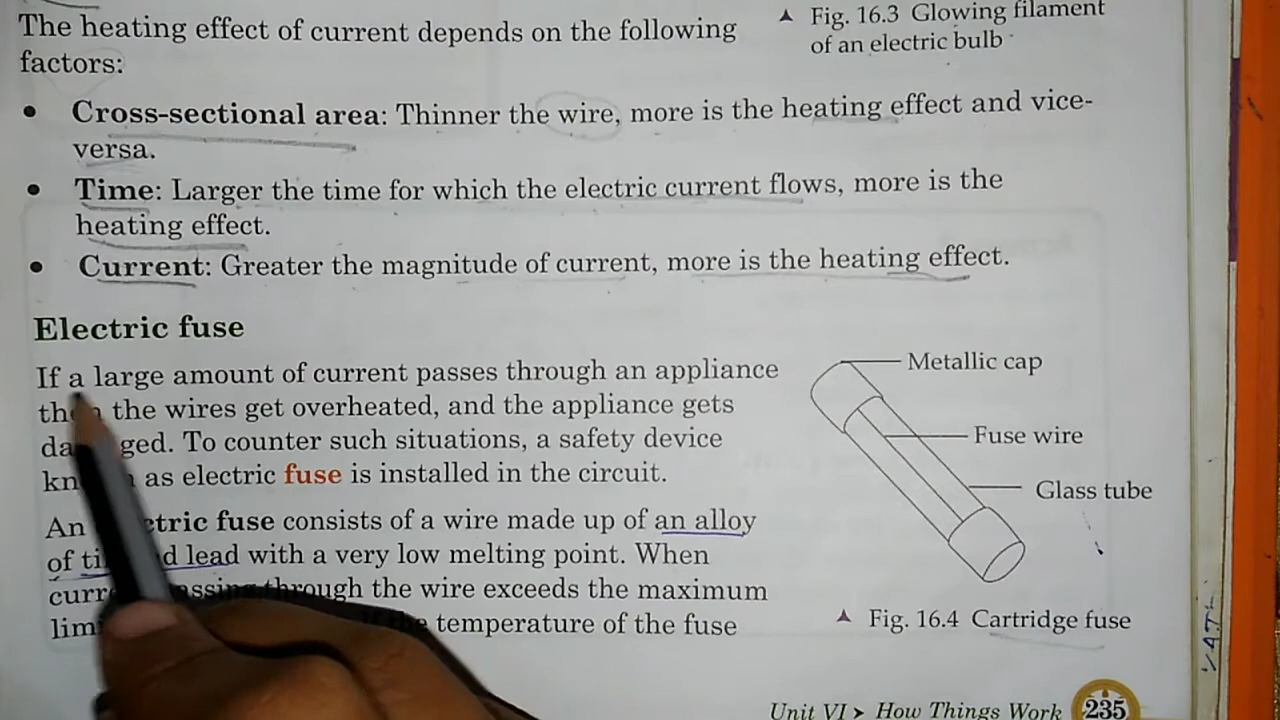 The heating effect of current depends on the following
factors:
▲ Fig. 16.3 Glowing filament
of an electric bulb
• Cross-sectional area: Thinner the wire, more is the heating effect and vice-
versa.
• Time: Larger the time for which the electric current flows, more is the
heating effect.
• Current: Greater the magnitude of current, more is the heating effect.
Electric fuse
If a large amount of current passes through an appliance
the wires get overheated, and the appliance gets
To counter such situations, a safety device
as electric fuse is installed in the circuit.
An fuse consists of a wire made up of an alloy
of lead with a very low melting point. When
through the wire exceeds the maximum
temperature of the fuse
Metallic cap
Fuse wire
Glass tube
▲ Fig. 16.4 Cartridge fuse
Unit VI ➤ How Things Work 235